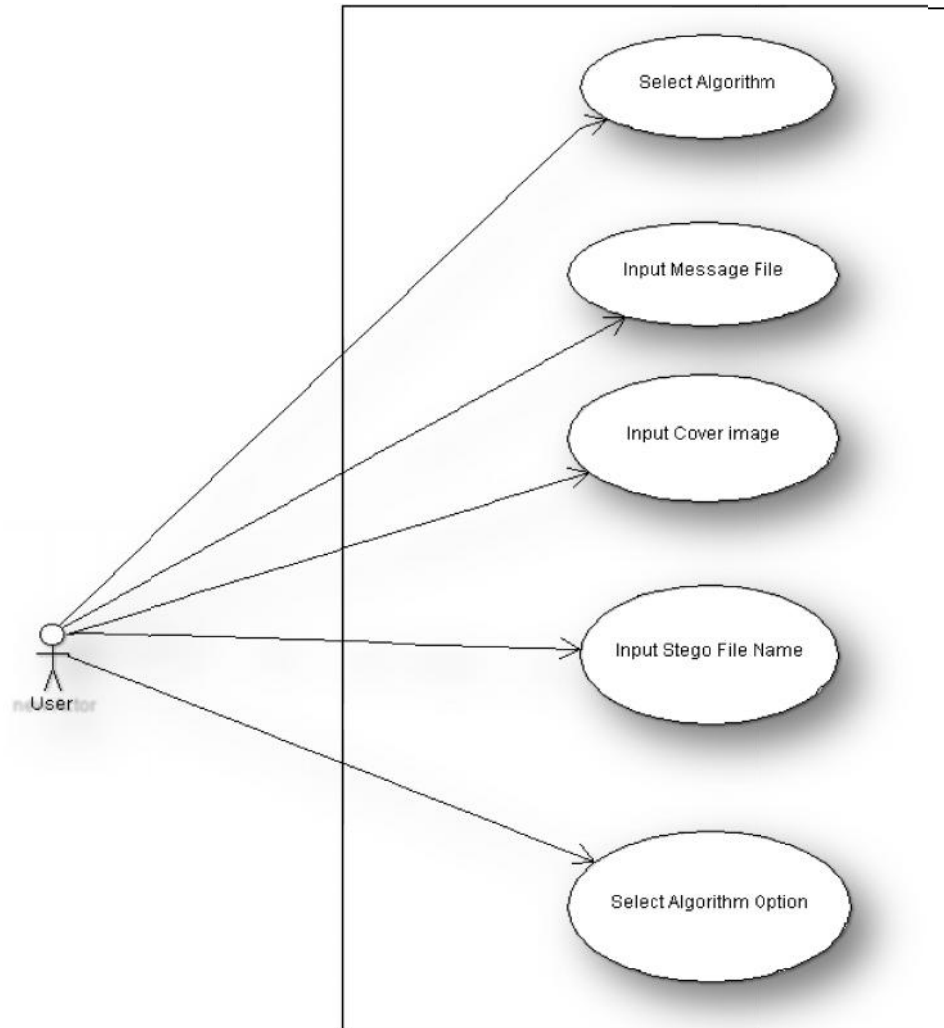 Select Algorithm
Input Message File
Input Cover image
Input Stego File Name
User
Select Algorithm Option